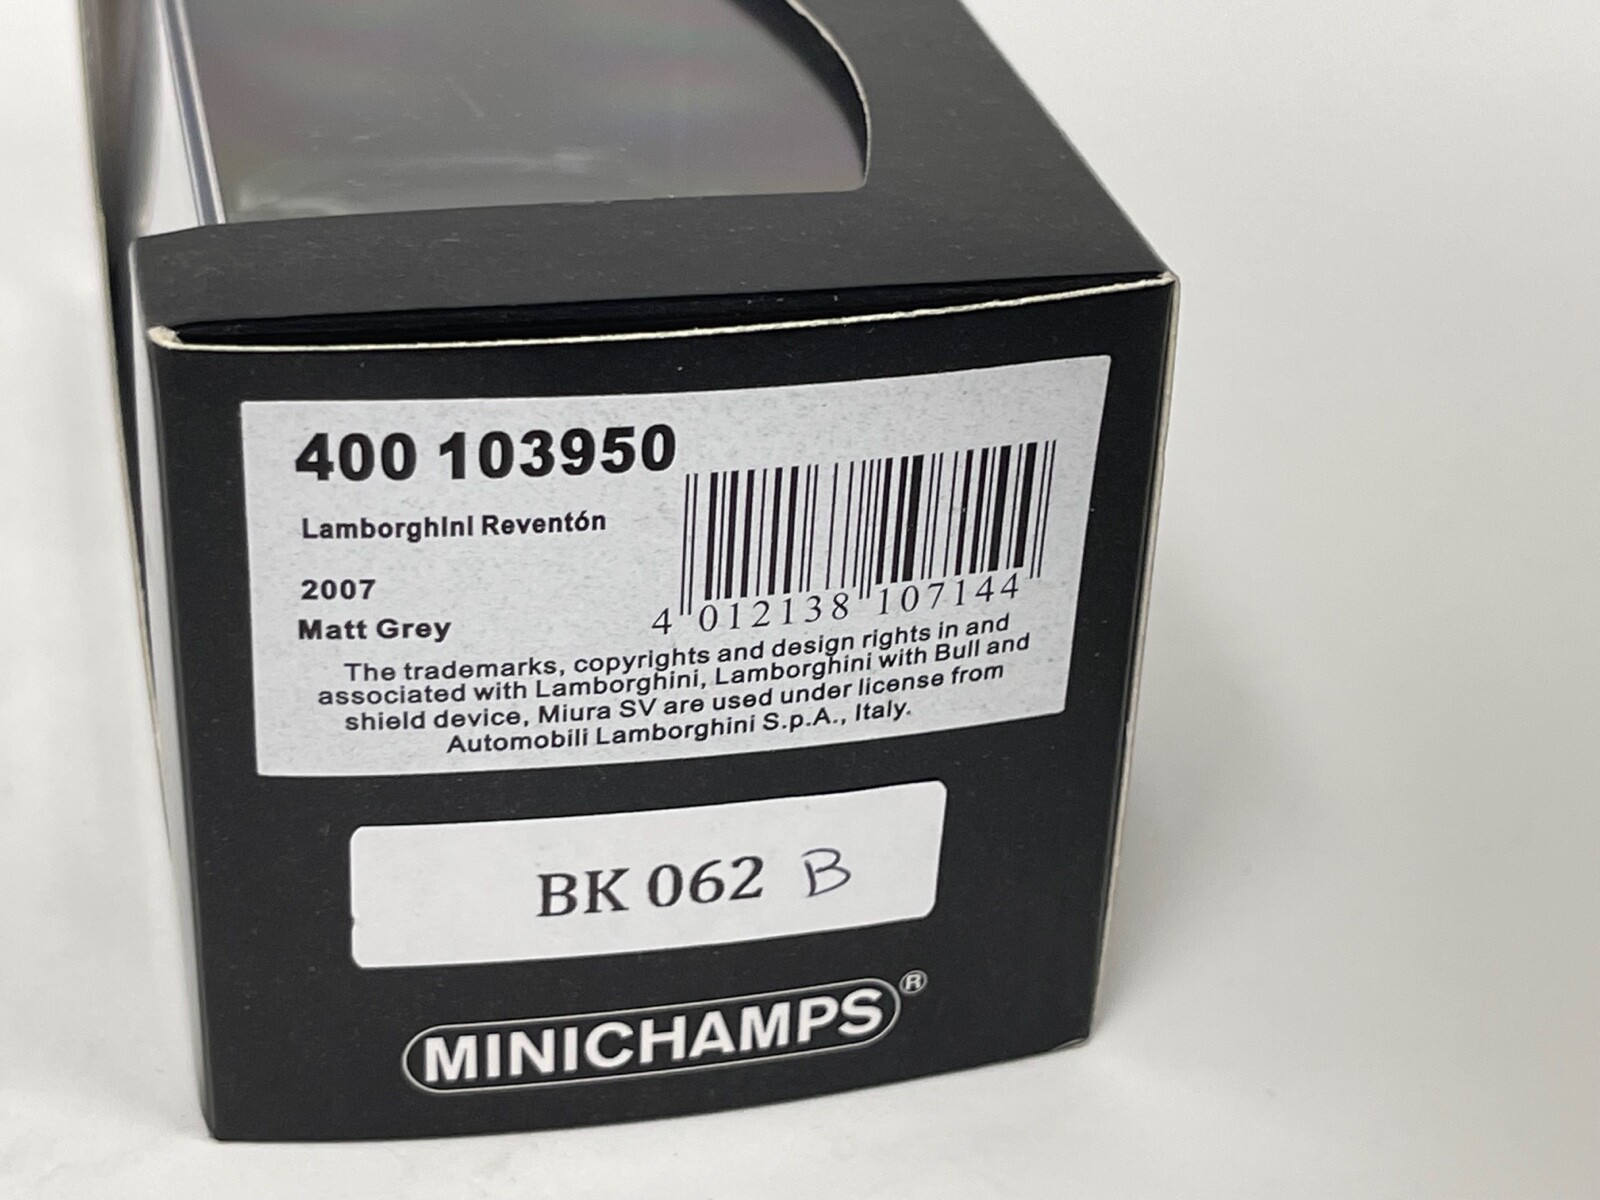 400 103950
Lamborghini Reventón
2007
Matt Grey
4 012138 107144
The trademarks, copyrights and design rights in and
associated with Lamborghini, Lamborghini with Bull and
shield device, Miura SV are used under license from
Automobili Lamborghini S.p.A., Italy.
BK 062 B
MINICHAMPS®